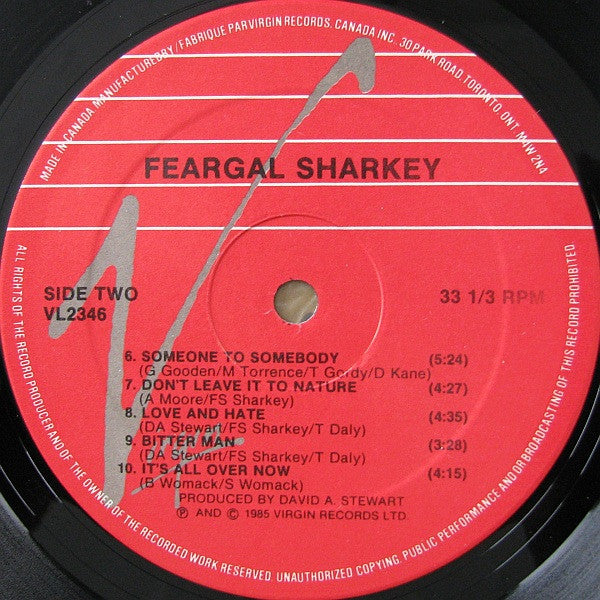 MADE IN CANADA. MANUFACTURED BY / FABRIQUE PAR VIRGIN RECORDS, CANADA INC. 30 PARK ROAD, TORONTO, ONT. M4W 2N4
FEARGAL SHARKEY
SIDE TWO
VL2346
33 1/3 RPM
6. SOMEONE TO SOMEBODY (5:24)
(G Gooden/M Torrence/T Gordy/D Kane)
7. DON'T LEAVE IT TO NATURE (4:27)
(A Moore/FS Sharkey)
8. LOVE AND HATE (4:35)
(DA Stewart/FS Sharkey/T Daly)
9. BITTER MAN (3:28)
(DA Stewart/FS Sharkey/T Daly)
10. IT'S ALL OVER NOW (4:15)
(B Womack/S Womack)
PRODUCED BY DAVID A. STEWART
℗ AND © 1985 VIRGIN RECORDS LTD.
ALL RIGHTS OF THE RECORD PRODUCER AND OF THE OWNER OF THE RECORDED WORK RESERVED. UNAUTHORIZED COPYING, PUBLIC PERFORMANCE AND/OR BROADCASTING OF THIS RECORD PROHIBITED.